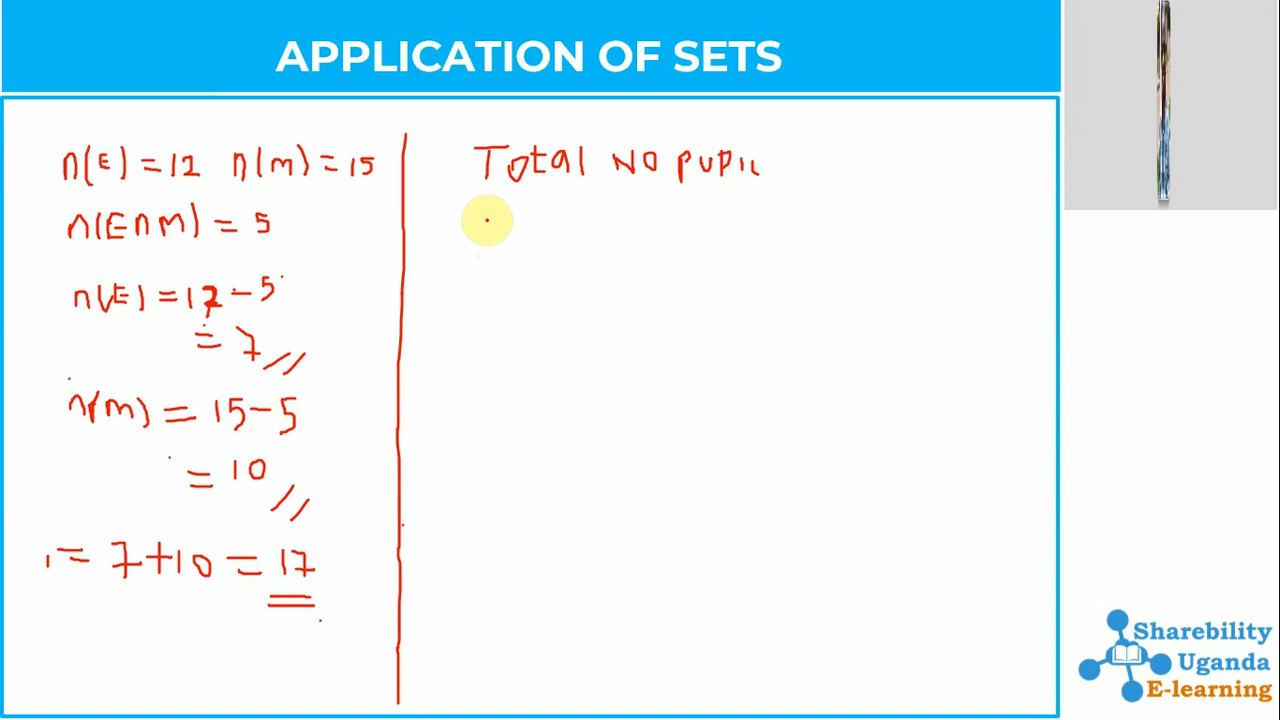 APPLICATION OF SETS
n(E) = 12 n(m) = 15
n(E n m) = 5
n(E) = 12 - 5
= 7 //
n(m) = 15 - 5
= 10 //
= 7 + 10 = 17
Total No pupil
Sharebility
Uganda
E-learning